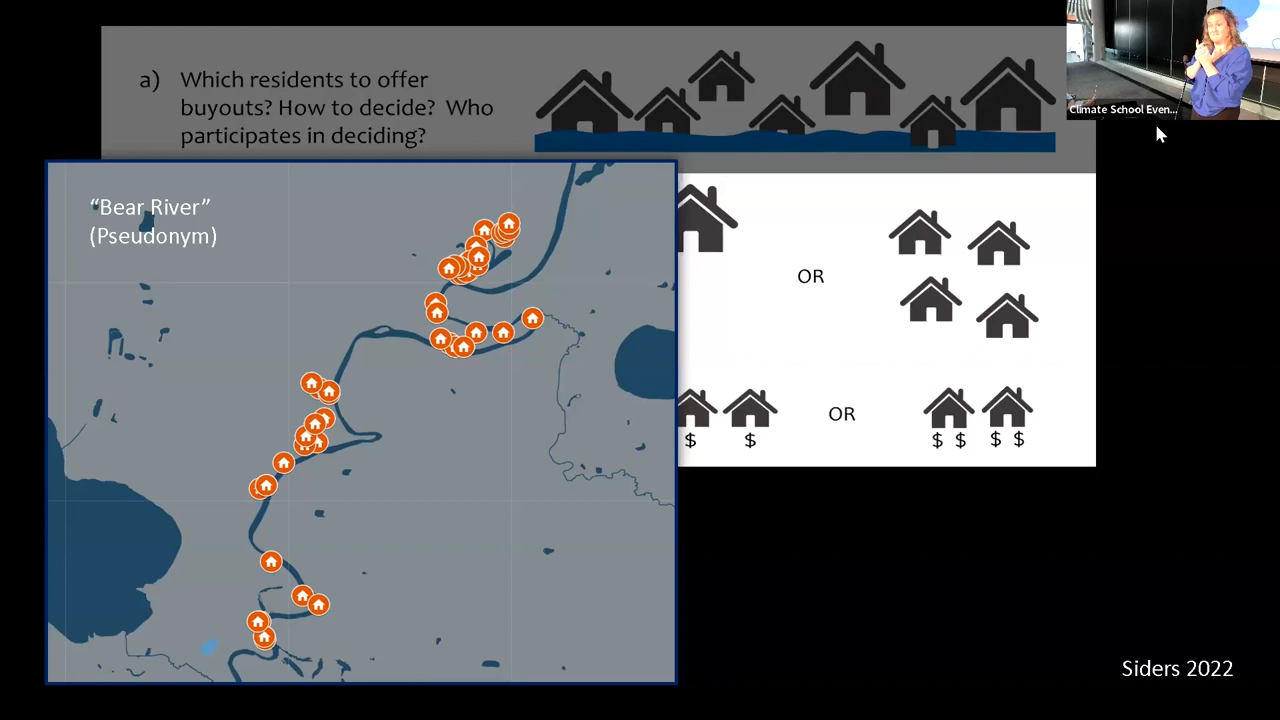 a) Which residents to offer
buyouts? How to decide? Who
participates in deciding?
Climate School Even...
“Bear River”
(Pseudonym)
OR
OR
$ $ $ $ $ $
Siders 2022